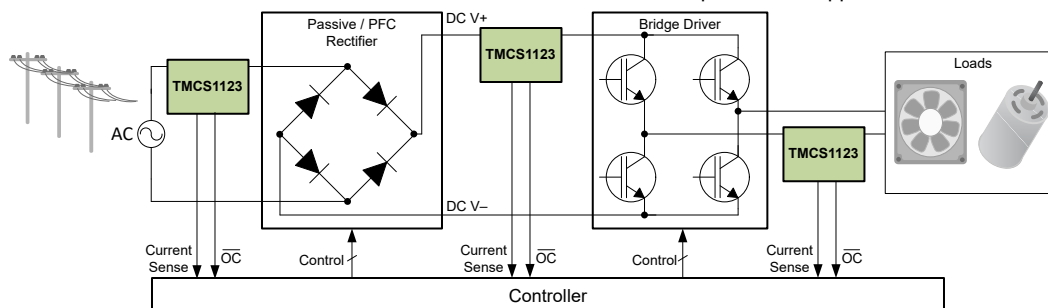 Passive / PFC
Rectifier
DC V+
Bridge Driver
TMCS1123
TMCS1123
Loads
AC
TMCS1123
DC V–
Current
Sense
OC
Control
Current
Sense
OC
Control
Current
Sense
OC
Controller